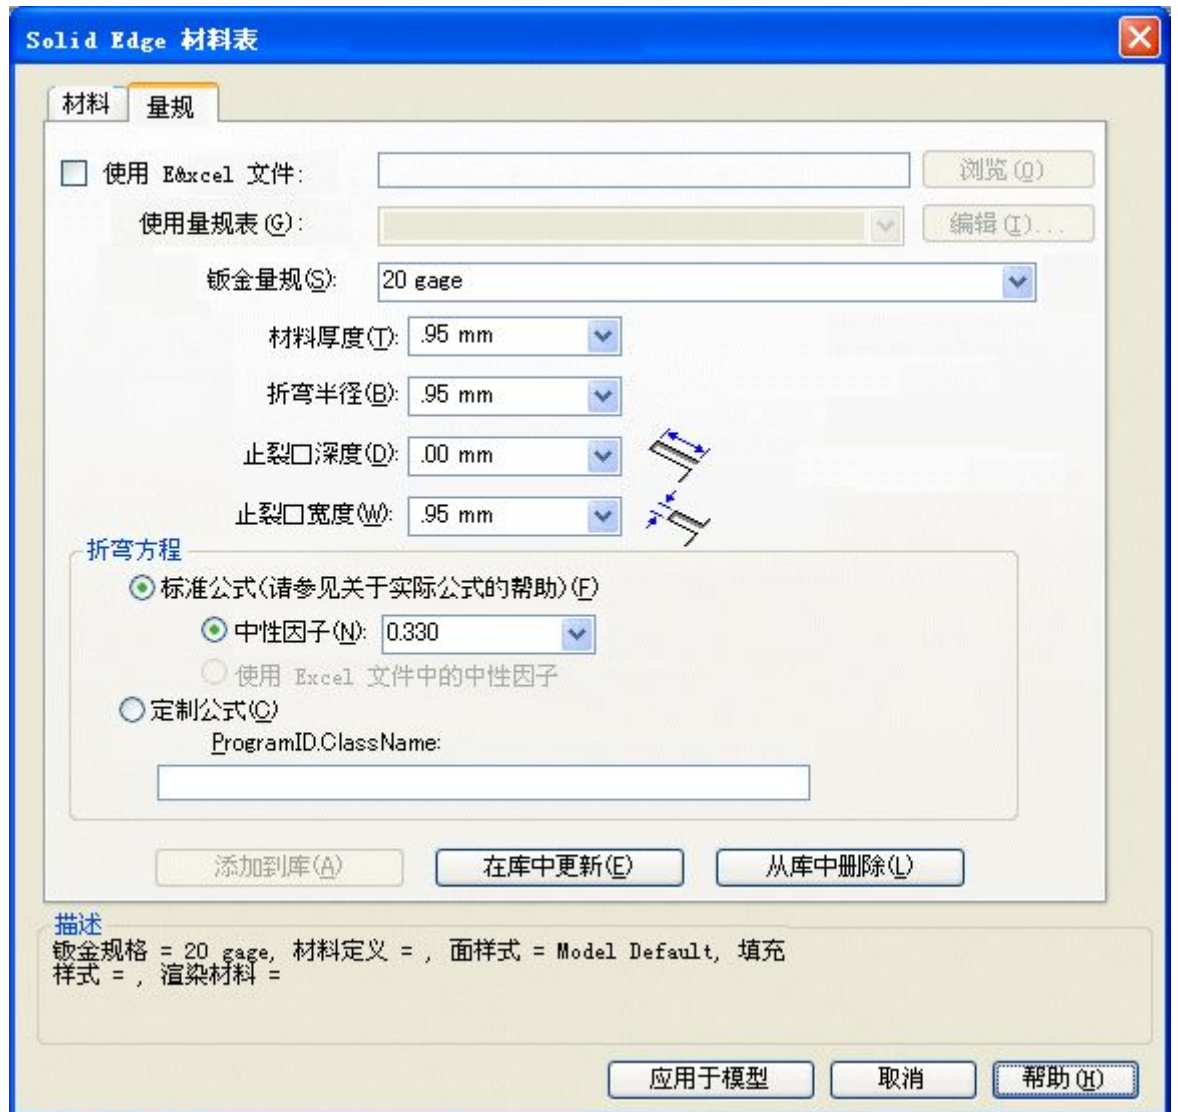 Solid Edge 材料表
材料 量规
使用 E&xcel 文件: 浏览(O)
使用量规表(G): 编辑(I)...
钣金量规(S): 20 gage
材料厚度(T): .95 mm
折弯半径(B): .95 mm
止裂口深度(D): .00 mm
止裂口宽度(W): .95 mm
折弯方程
标准公式(请参见关于实际公式的帮助)(F)
中性因子(N): 0.330
使用 Excel 文件中的中性因子
定制公式(C)
ProgramID.ClassName:
添加到库(A) 在库中更新(E) 从库中删除(L)
描述
钣金规格 = 20 gage, 材料定义 = , 面样式 = Model Default, 填充
样式 = , 渲染材料 =
应用于模型 取消 帮助(H)